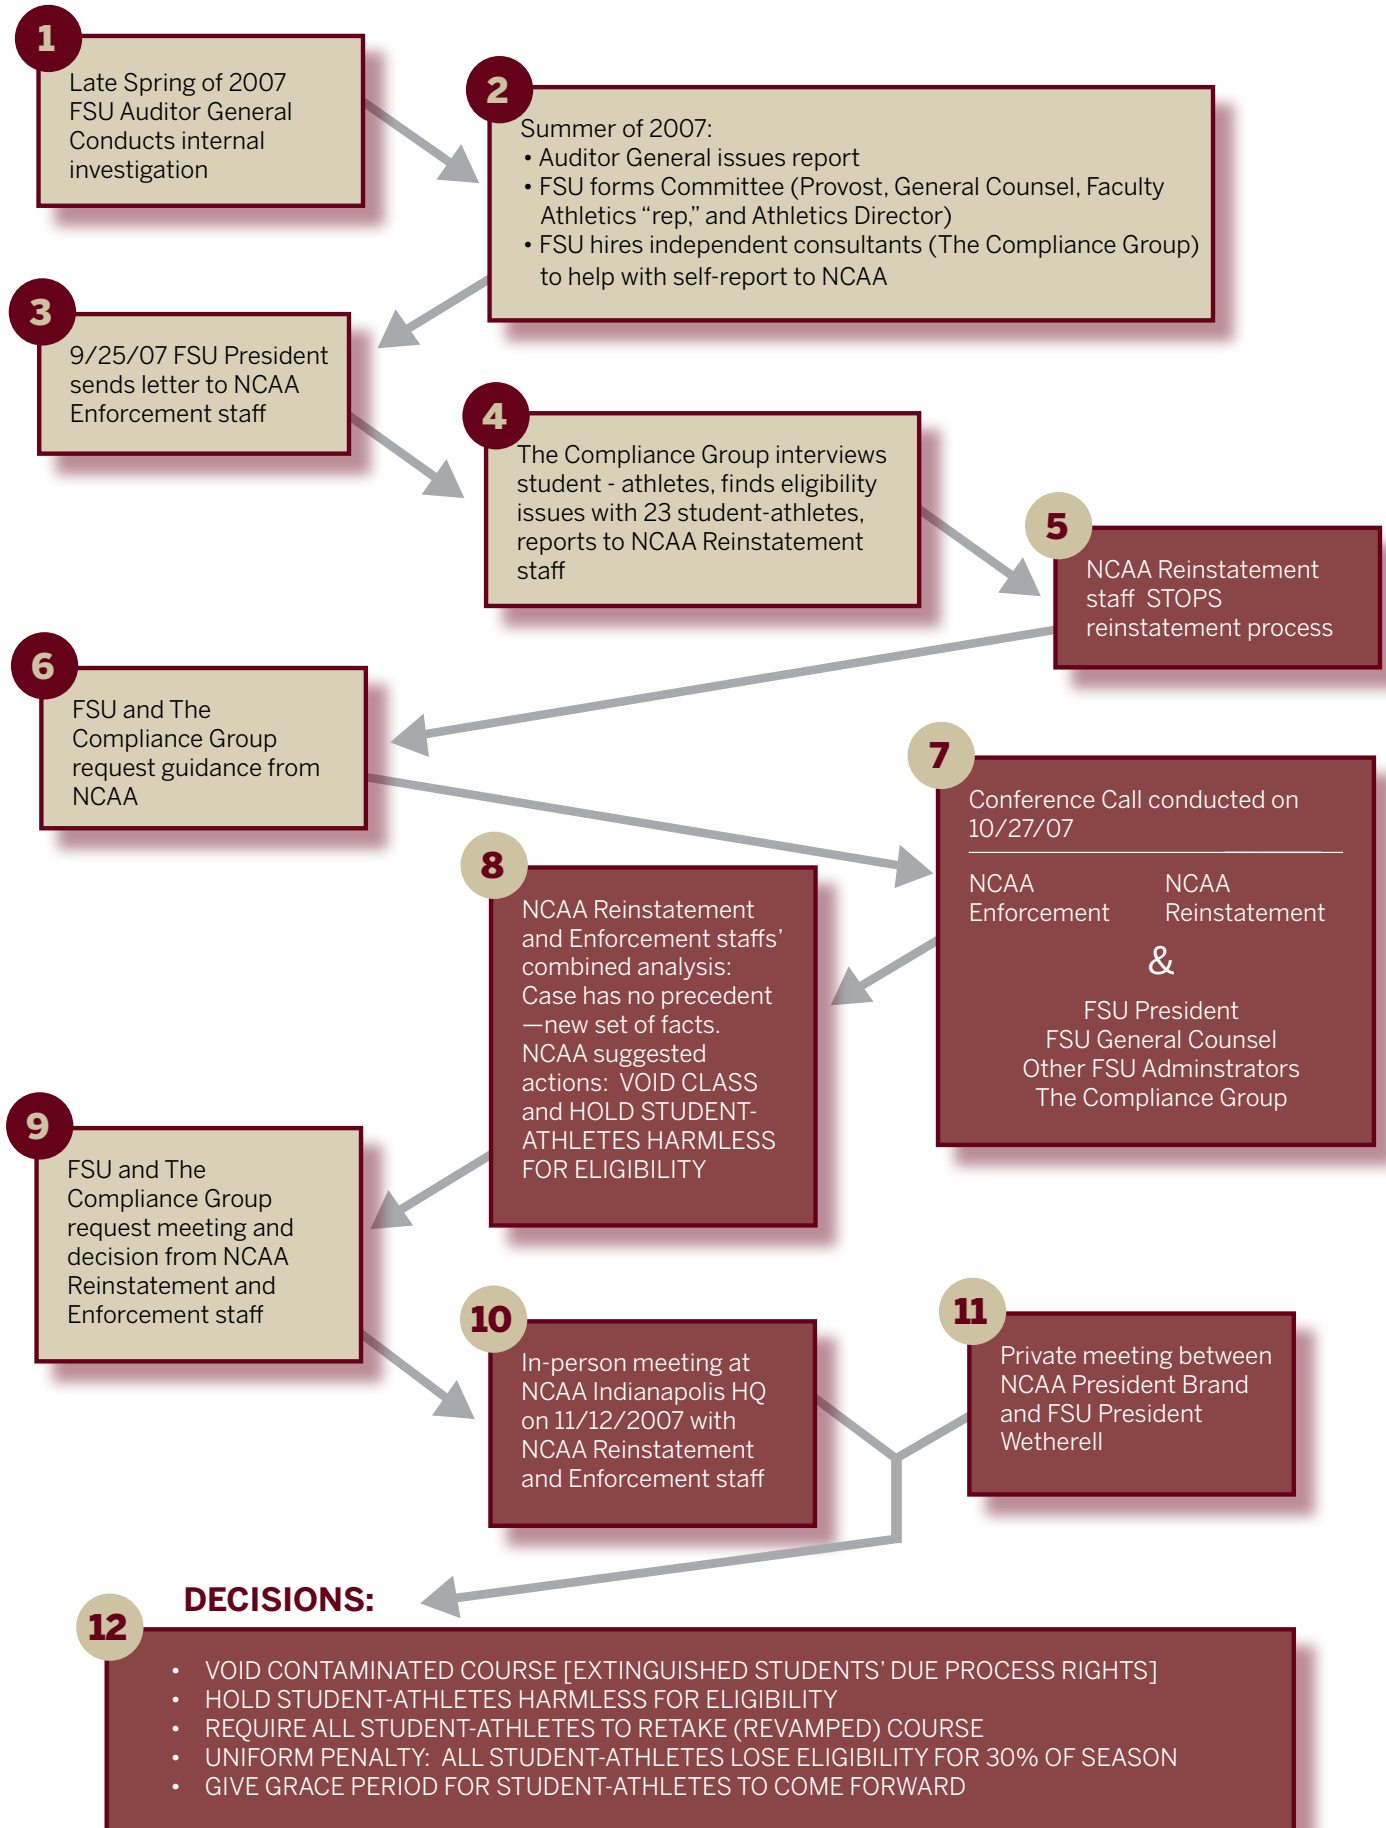 1
Late Spring of 2007
FSU Auditor General
Conducts internal
investigation
2
Summer of 2007:
• Auditor General issues report
• FSU forms Committee (Provost, General Counsel, Faculty
Athletics “rep,” and Athletics Director)
• FSU hires independent consultants (The Compliance Group)
to help with self-report to NCAA
3
9/25/07 FSU President
sends letter to NCAA
Enforcement staff
4
The Compliance Group interviews
student - athletes, finds eligibility
issues with 23 student-athletes,
reports to NCAA Reinstatement
staff
5
NCAA Reinstatement
staff STOPS
reinstatement process
6
FSU and The
Compliance Group
request guidance from
NCAA
7
Conference Call conducted on
10/27/07
NCAA
Enforcement
NCAA
Reinstatement
&
FSU President
FSU General Counsel
Other FSU Adminstrators
The Compliance Group
8
NCAA Reinstatement
and Enforcement staffs’
combined analysis:
Case has no precedent
—new set of facts.
NCAA suggested
actions: VOID CLASS
and HOLD STUDENT-
ATHLETES HARMLESS
FOR ELIGIBILITY
9
FSU and The
Compliance Group
request meeting and
decision from NCAA
Reinstatement and
Enforcement staff
10
In-person meeting at
NCAA Indianapolis HQ
on 11/12/2007 with
NCAA Reinstatement
and Enforcement staff
11
Private meeting between
NCAA President Brand
and FSU President
Wetherell
DECISIONS:
12
• VOID CONTAMINATED COURSE [EXTINGUISHED STUDENTS’ DUE PROCESS RIGHTS]
• HOLD STUDENT-ATHLETES HARMLESS FOR ELIGIBILITY
• REQUIRE ALL STUDENT-ATHLETES TO RETAKE (REVAMPED) COURSE
• UNIFORM PENALTY: ALL STUDENT-ATHLETES LOSE ELIGIBILITY FOR 30% OF SEASON
• GIVE GRACE PERIOD FOR STUDENT-ATHLETES TO COME FORWARD